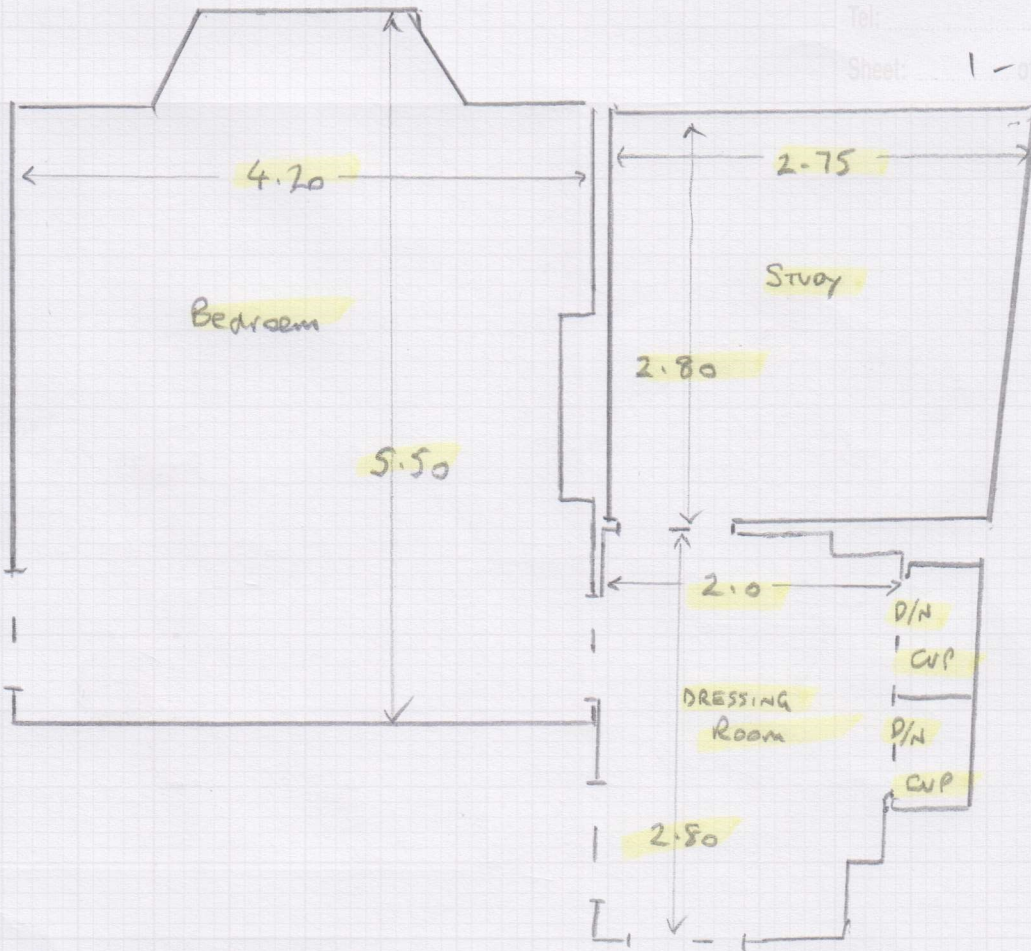 Tel:
Sheet: 1
4.20
2.75
Bedroom
Study
2.80
5.50
2.0
D/N
CUP
DRESSING
Room
D/N
CUP
2.80